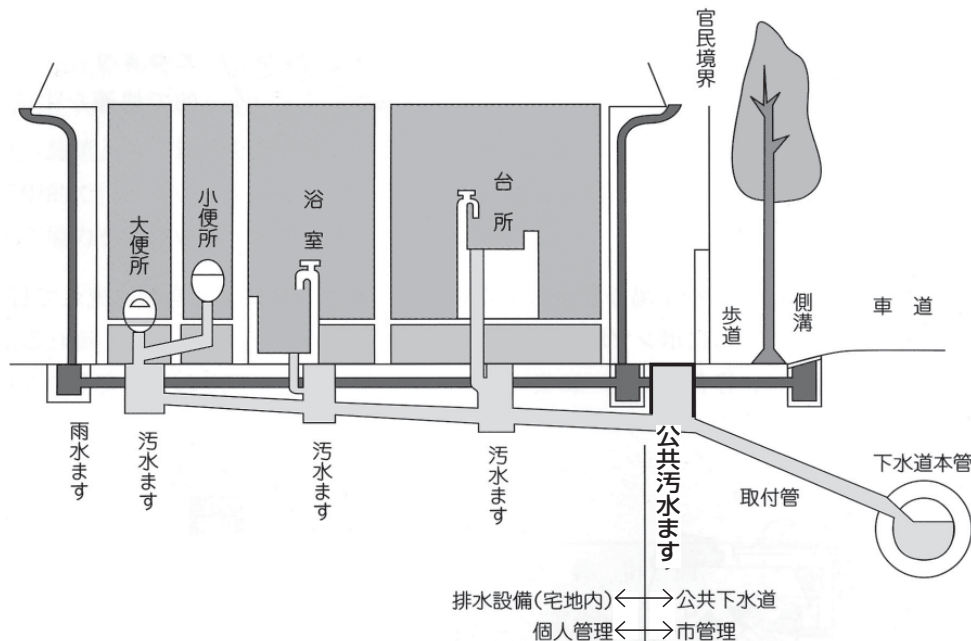 官民境界
大便所
小便所
浴室
台所
歩道
側溝
車道
雨水ます
汚水ます
汚水ます
汚水ます
公共汚水ます
取付管
下水道本管
排水設備(宅地内)←→公共下水道
個人管理←→市管理